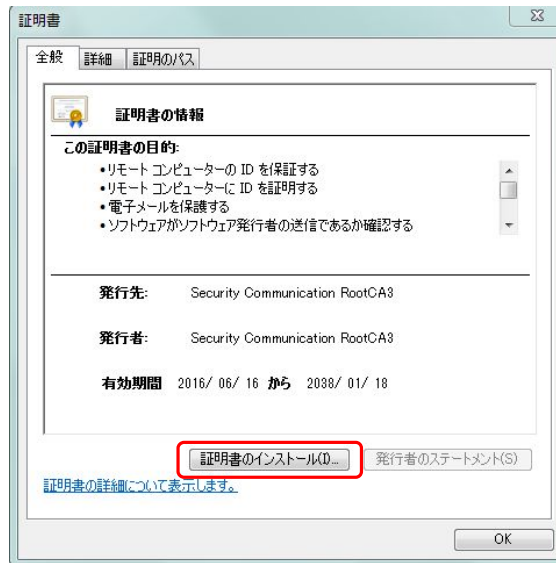 証明書
全般 詳細 証明のパス
証明書の情報
この証明書の目的:
•リモート コンピューターの ID を保証する
•リモート コンピューターに ID を証明する
•電子メールを保護する
•ソフトウェアがソフトウェア発行者の送信であるか確認する
発行先: Security Communication RootCA3
発行者: Security Communication RootCA3
有効期間 2016/ 06/ 16 から 2038/ 01/ 18
証明書のインストール(I)... 発行者のステートメント(S)
証明書の詳細について表示します。
OK